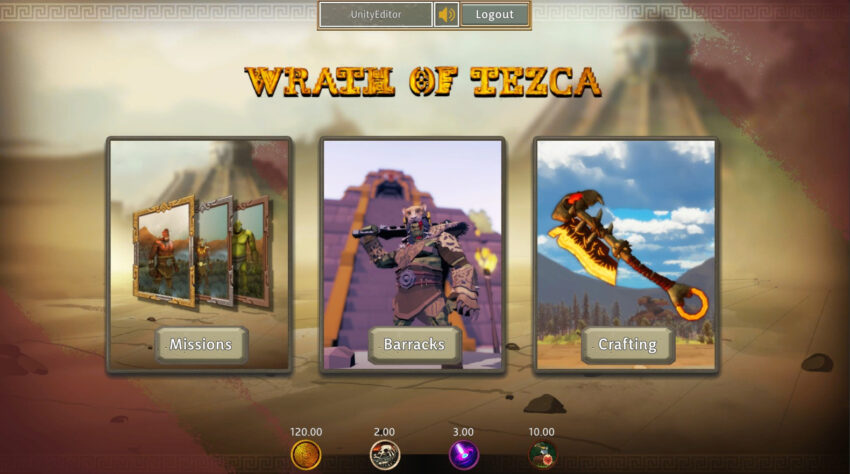 UnityEditor
Logout
WRATH OF TEZCA
Missions
Barracks
Crafting
120.00
2.00
3.00
10.00